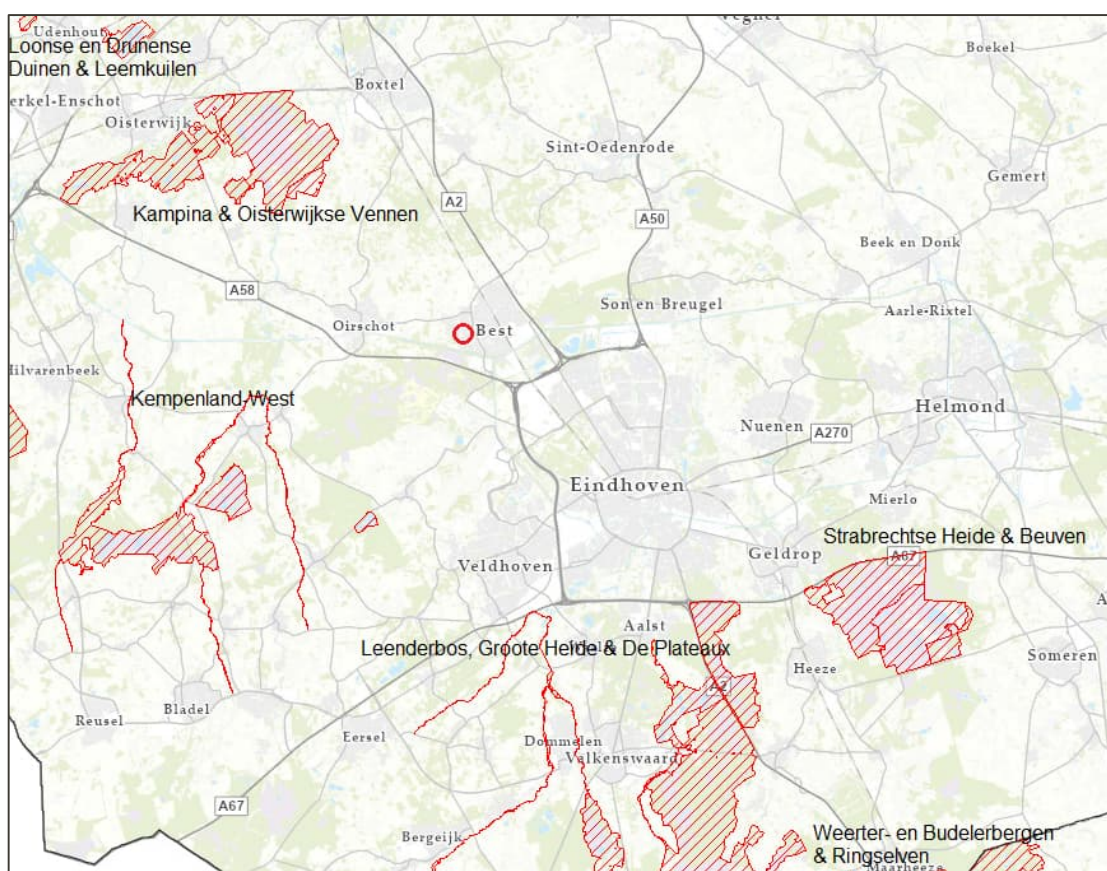 Udenhout
Loonse en Drunense
Duinen & Leemkuilen
Boekel
Boxtel
erkel-Enschot
Oisterwijk
Sint-Oedenrode
Gemert
A2
Kampina & Oisterwijkse Vennen
A50
Beek en Donk
A58
Son en Breugel
Aarle-Rixtel
Oirschot
Best
Hilvarenbeek
Kempenland-West
Helmond
Nuenen
A270
Eindhoven
Mierlo
Strabrechtse Heide & Beuven
Geldrop
A67
Veldhoven
Aalst
Leenderbos, Groote Heide & De Plateaux
Heeze
Someren
A2
Bladel
Reusel
Eersel
Dommelen
Valkenswaard
A67
Bergeijk
Weerter- en Budelerbergen
& Ringselven
Maarheeze